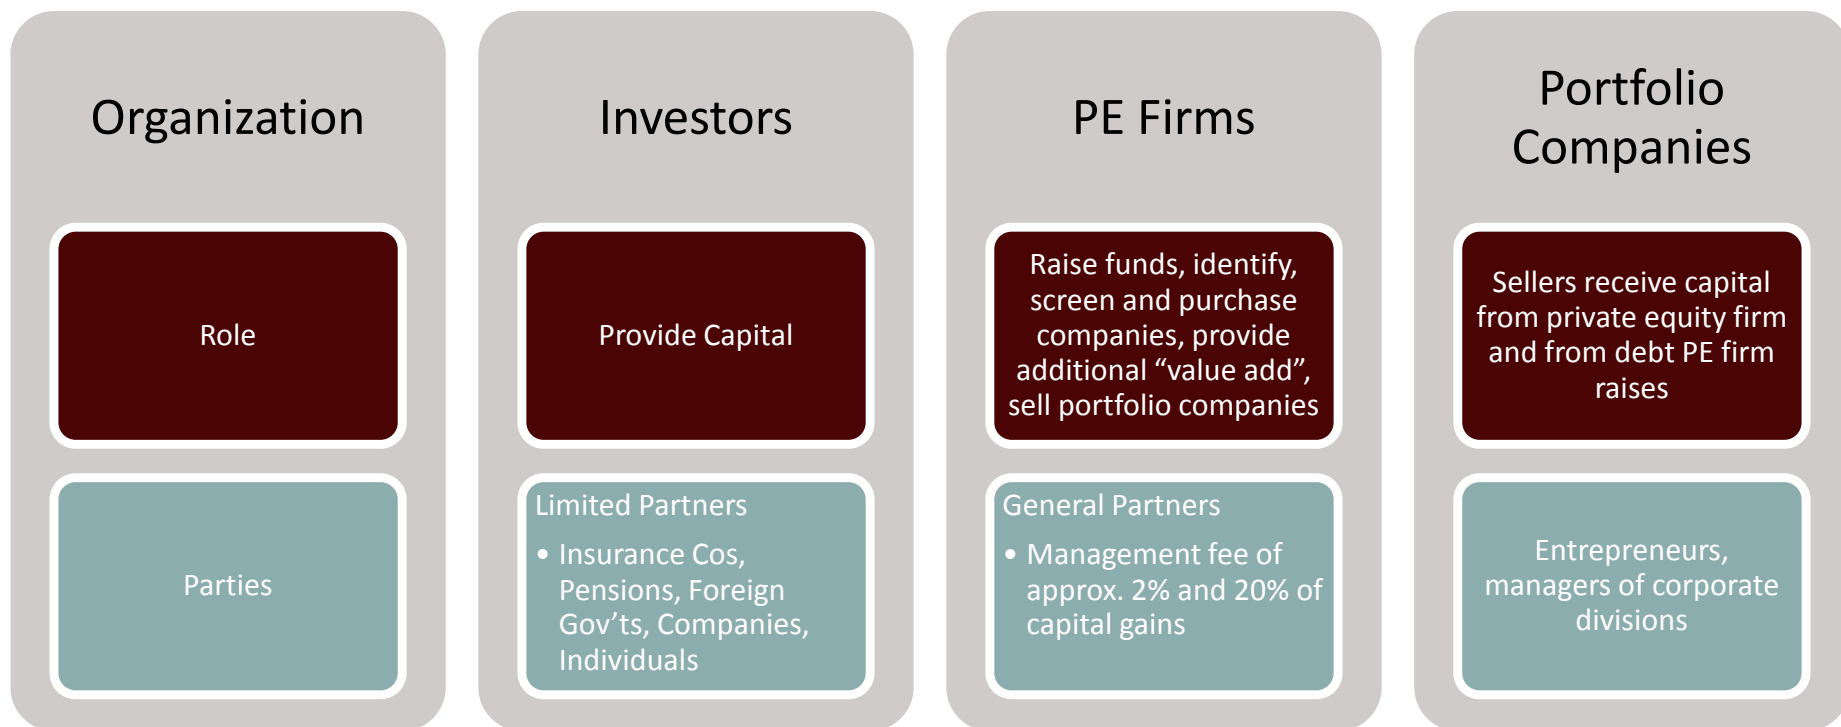 Organization
Role
Parties
Investors
Provide Capital
Limited Partners
• Insurance Cos,
Pensions, Foreign
Gov’ts, Companies,
Individuals
PE Firms
Raise funds, identify,
screen and purchase
companies, provide
additional “value add”,
sell portfolio companies
General Partners
• Management fee of
approx. 2% and 20% of
capital gains
Portfolio
Companies
Sellers receive capital
from private equity firm
and from debt PE firm
raises
Entrepreneurs,
managers of corporate
divisions